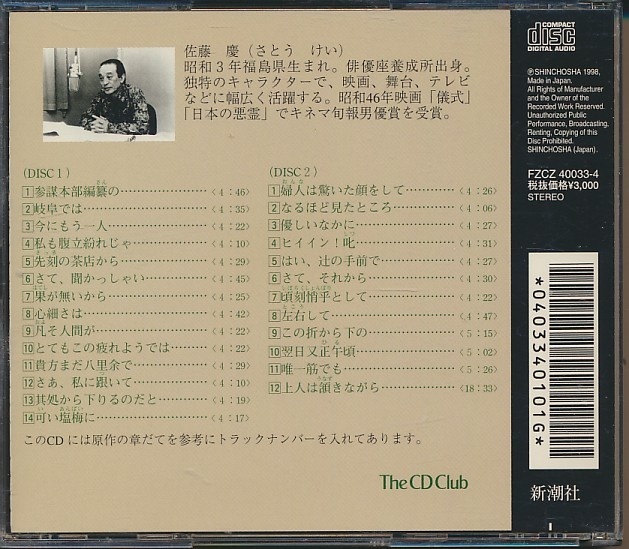 佐藤 慶（さとう けい）
昭和３年福島県生まれ。俳優座養成所出身。
独特のキャラクターで、映画、舞台、テレビ
などに幅広く活躍する。昭和46年映画「儀式」
「日本の悪霊」でキネマ旬報男優賞を受賞。
(DISC 1)
1 参謀本部編纂の………………〈4：46〉
2 岐阜では………………〈4：35〉
3 今にもう一人………………〈4：22〉
4 私も腹立紛れじゃ………………〈4：10〉
5 先刻の茶店から………………〈4：29〉
6 さて、聞かっしゃい………………〈4：45〉
7 果が無いから………………〈4：25〉
8 心細さは………………〈4：42〉
9 凡そ人間が………………〈4：22〉
10 とてもこの疲れようでは………〈4：22〉
11 貴方まだ八里余で………………〈4：29〉
12 さあ、私に跟いて………………〈4：10〉
13 其処から下りるのだと…………〈4：19〉
14 可い塩梅に………………〈4：17〉
(DISC 2)
1 婦人は驚いた顔をして…………〈4：26〉
2 なるほど見たところ……………〈4：06〉
3 優しいなかに………………〈4：27〉
4 ヒイイン！叱………………〈4：31〉
5 はい、辻の手前で………………〈4：27〉
6 さて、それから………………〈4：30〉
7 頃刻悄乎として………………〈4：22〉
8 左右して………………〈4：47〉
9 この折から下の………………〈5：15〉
10 翌日又正午頃………………〈5：02〉
11 唯一筋でも………………〈5：26〉
12 上人は頷きながら………………〈18：33〉
このCDには原作の章だてを参考にトラックナンバーを入れてあります。
The CD Club
COMPACT
disc
DIGITAL AUDIO
ⓅSHINCHOSHA 1998,
Made in Japan.
All Rights of Manufacturer
and the Owner of the
Recorded Work Reserved.
Unauthorized Public
Performance, Broadcasting,
Renting, Copying of this
Disc Prohibited.
SHINCHOSHA (Japan).
FZCZ 40033-4
税抜価格¥3,000
STEREO
*0403340101G*
新潮社